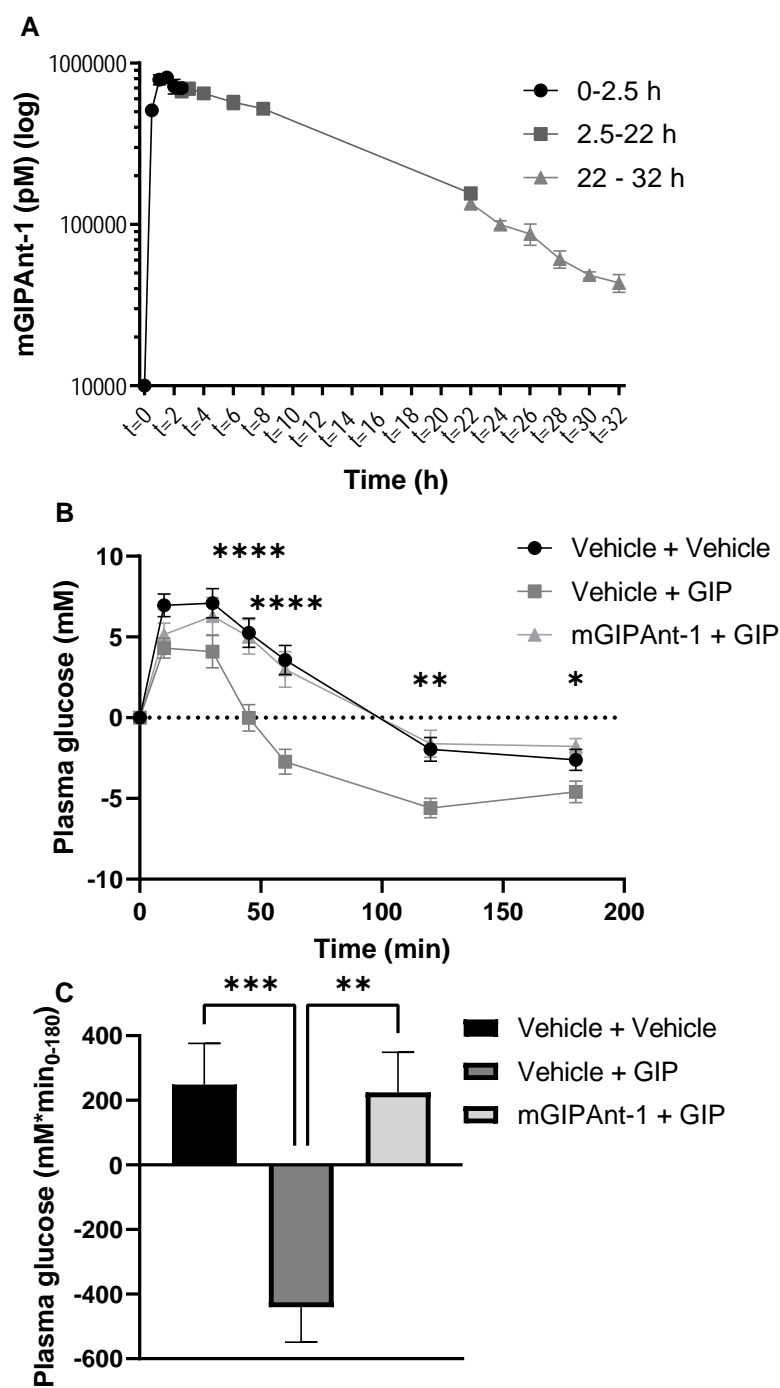 A
mGIPAnt-1 (pM) (log)
1000000
100000
10000
0-2.5 h
2.5-22 h
22 - 32 h
t=0 t=2 t=4 t=6 t=8 t=10 t=12 t=14 t=16 t=18 t=20 t=22 t=24 t=26 t=28 t=30 t=32
Time (h)
B
Plasma glucose (mM)
10
5
0
-5
-10
****
****
**
*
Vehicle + Vehicle
Vehicle + GIP
mGIPAnt-1 + GIP
0 50 100 150 200
Time (min)
C
Plasma glucose (mM*min0-180)
400
200
0
-200
-400
-600
*** **
Vehicle + Vehicle
Vehicle + GIP
mGIPAnt-1 + GIP